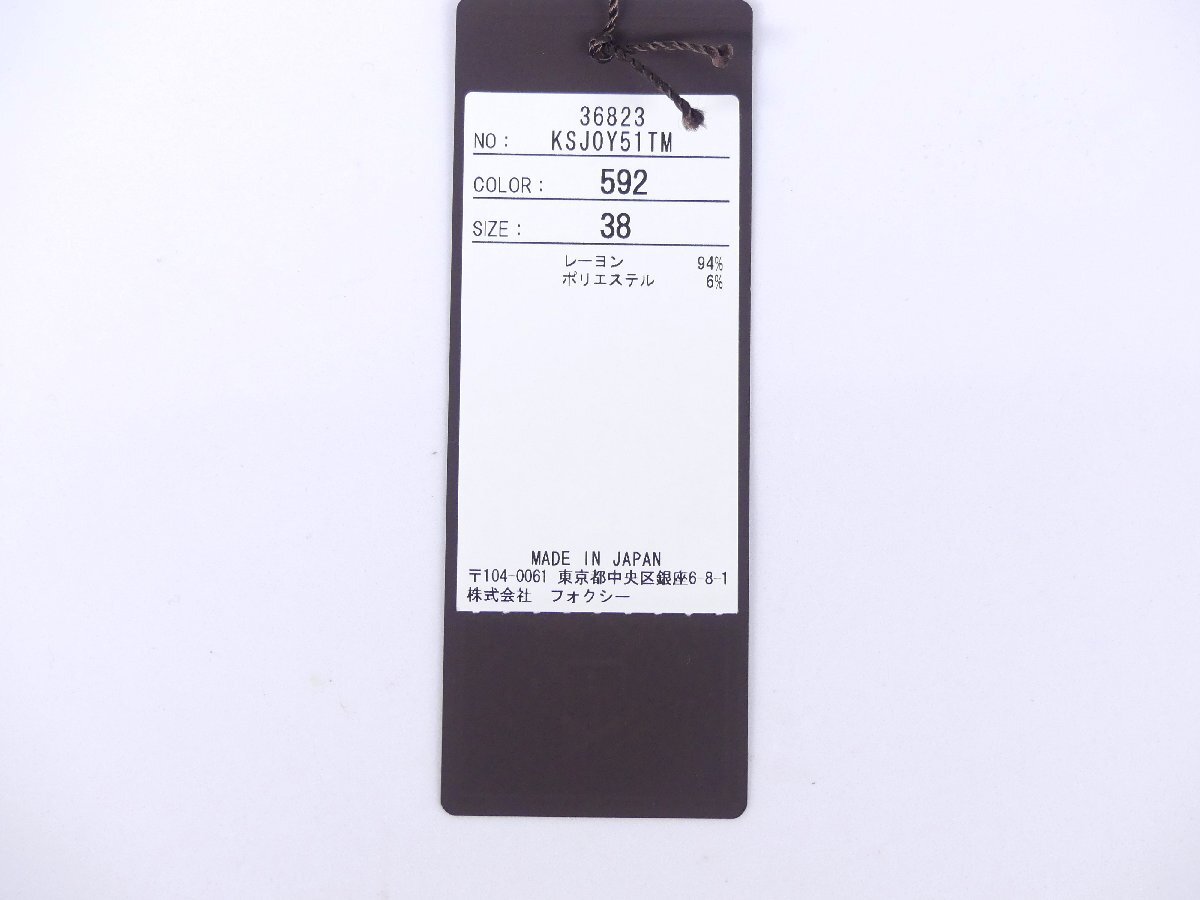 36823
NO: KSJ0Y51TM
COLOR: 592
SIZE: 38
レーヨン 94%
ポリエステル 6%
MADE IN JAPAN
〒104-0061 東京都中央区銀座6-8-1
株式会社 フォクシー